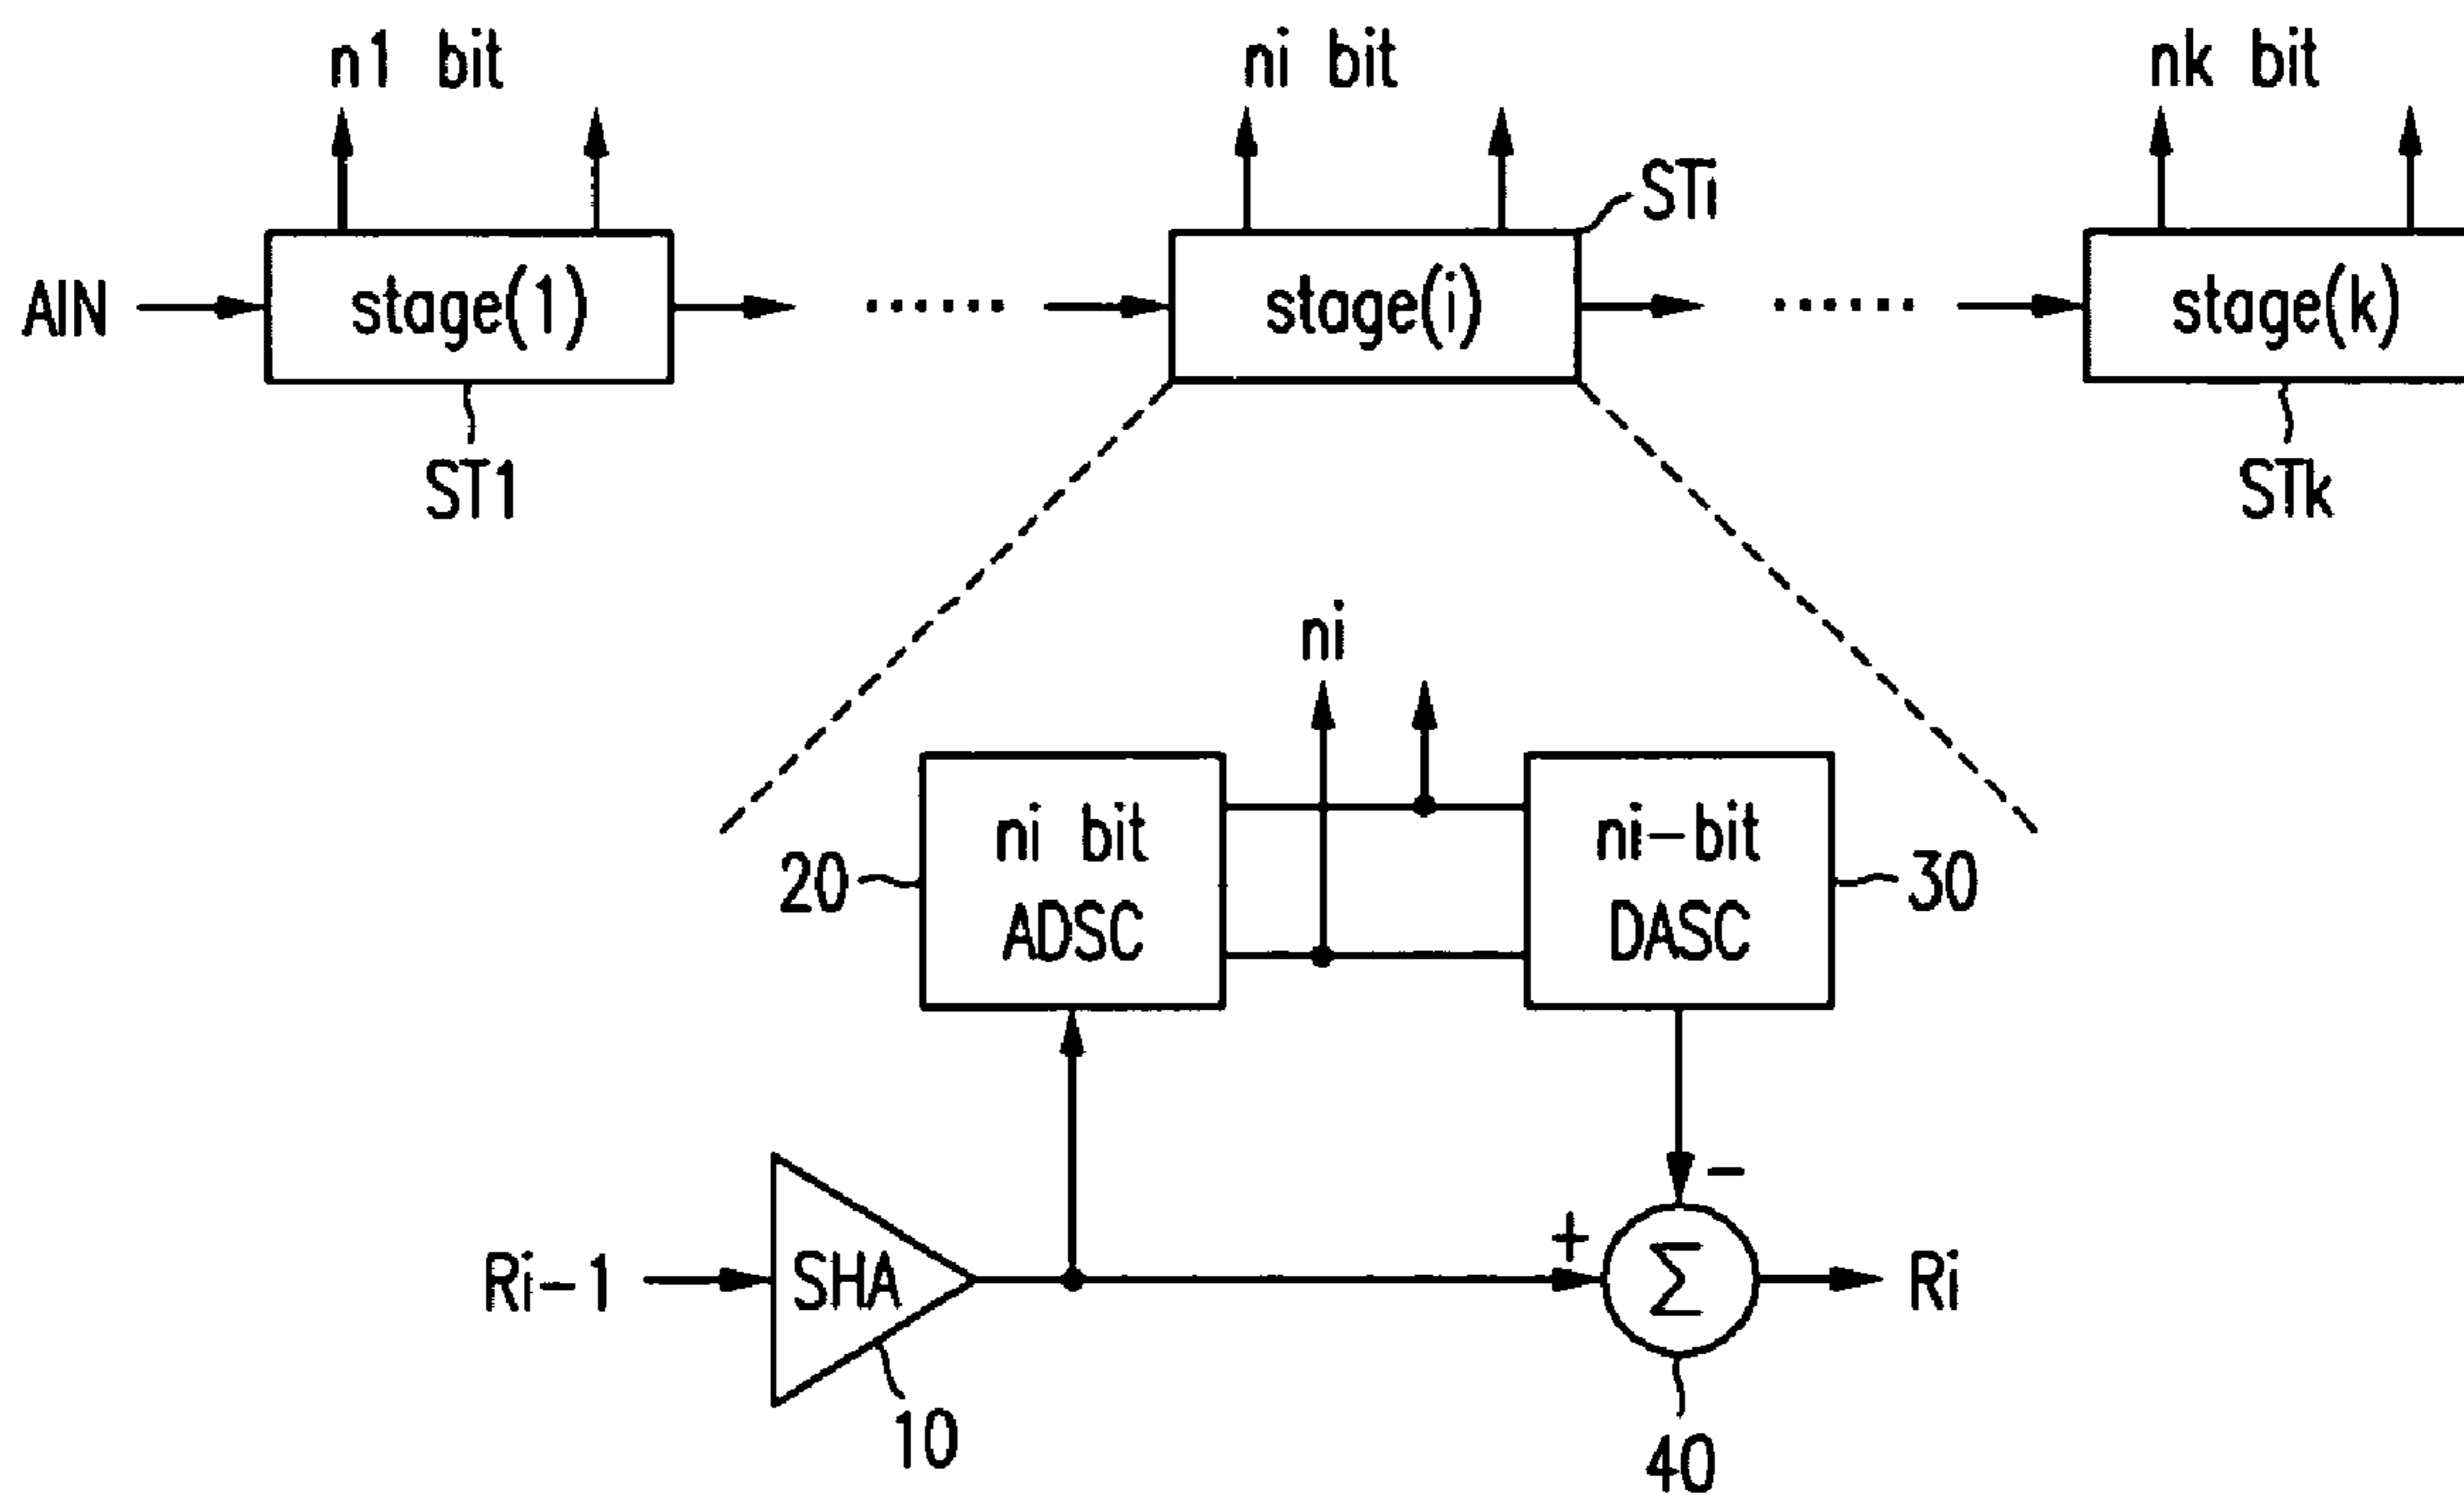 n1 bit
ni bit
nk bit
STi
AIN
stage(1)
......
stage(i)
......
stage(k)
ST1
STk
ni
ni bit
ADSC
ni-bit
DASC
20
30
-
+
Ri-1
SHA
Σ
Ri
10
40